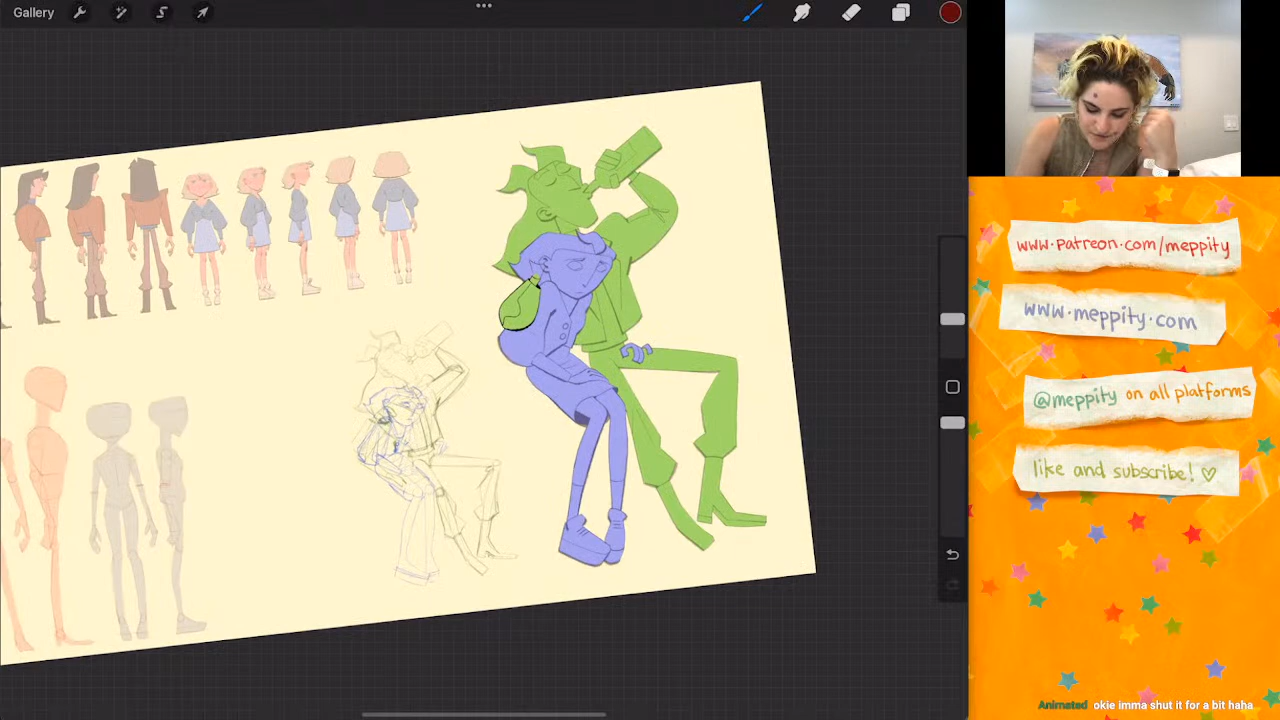 Gallery
www.patreon.com/meppity
www.meppity.com
@meppity on all platforms
like and subscribe! ♡
Animated okie imma shut it for a bit haha